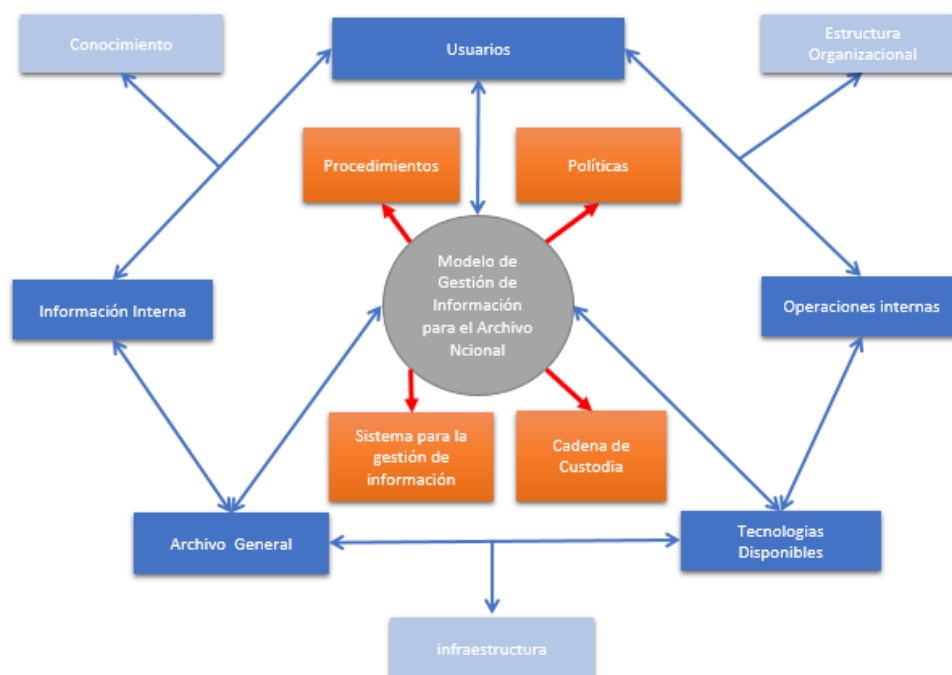 Conocimiento
Usuarios
Estructura
Organizacional
Procedimientos
Políticas
Modelo de
Gestión de
Información
para el Archivo
Ncional
Información Interna
Operaciones internas
Sistema para la
gestión de
información
Cadena de
Custodia
Archivo General
Tecnologias
Disponibles
infraestructura